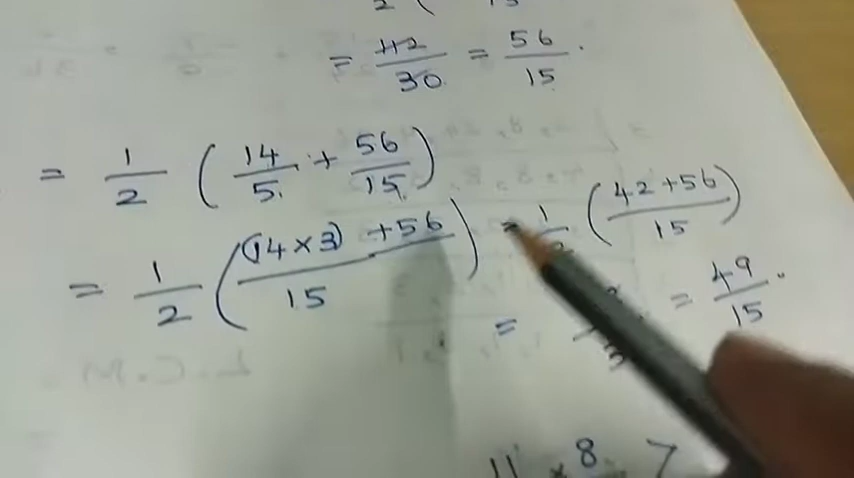 = 112/30 = 56/15.
= 1/2 (14/5 + 56/15)
= 1/2 ((14×3) +56 / 15) = 1/2 (42+56 / 15)
= 49/15.
11 × 8